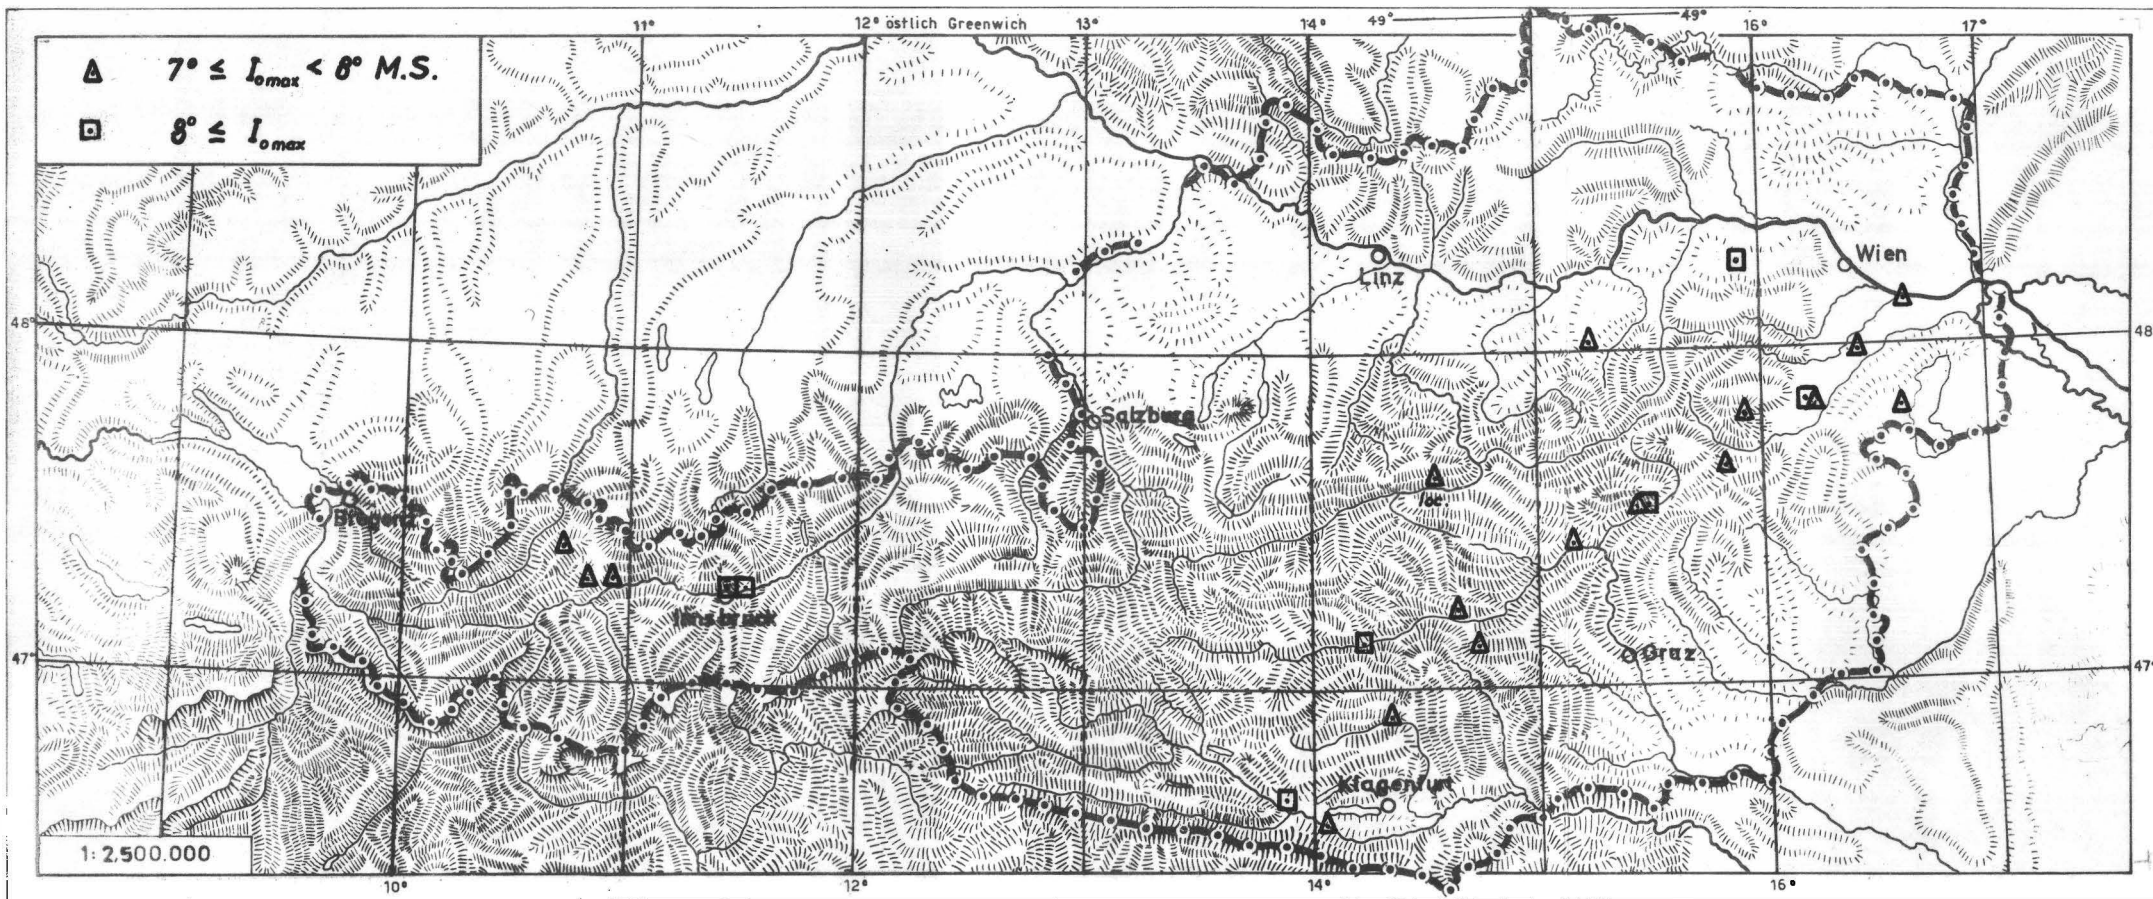 11° 12° östlich Greenwich 13° 14° 49° 49° 16° 17°
7° ≤ I₀max < 8° M.S.
8° ≤ I₀max
Wien
Linz
48° 48
Salzburg
loc.
Bregenz
Innsbruck
47° Graz 47°
Klagenfurt
1:2,500.000
10° 12° 14° 16°